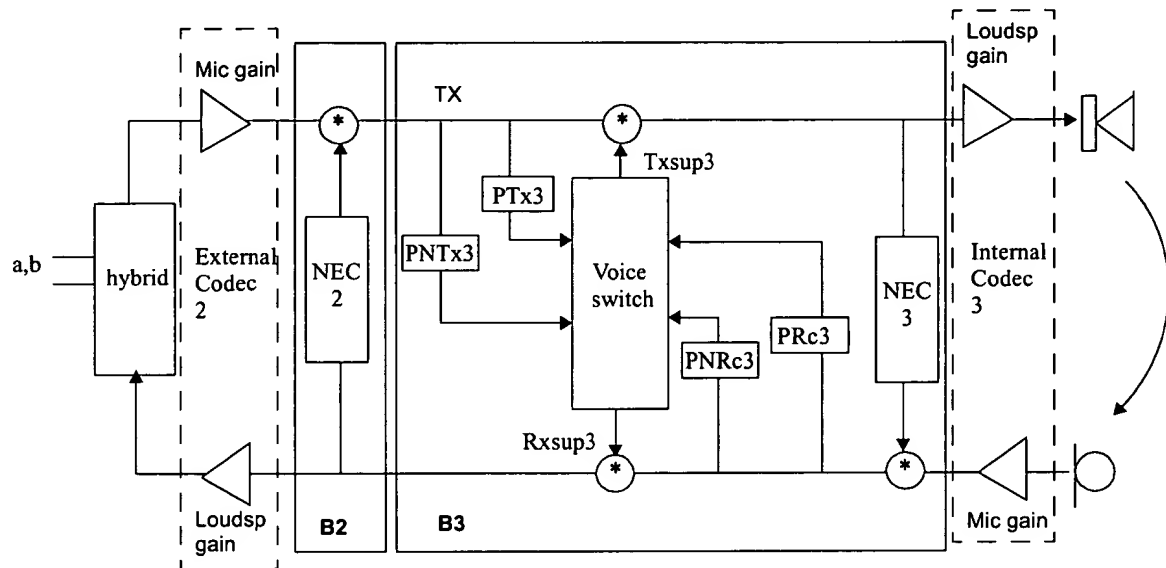 Mic gain
Loudsp
gain
TX
*
*
Txsup3
PTx3
PNTx3
a,b
hybrid
External
Codec
2
NEC
2
Voice
switch
PRc3
PNRc3
NEC
3
Internal
Codec
3
Rxsup3
*
*
Loudsp
gain
B2
B3
Mic gain